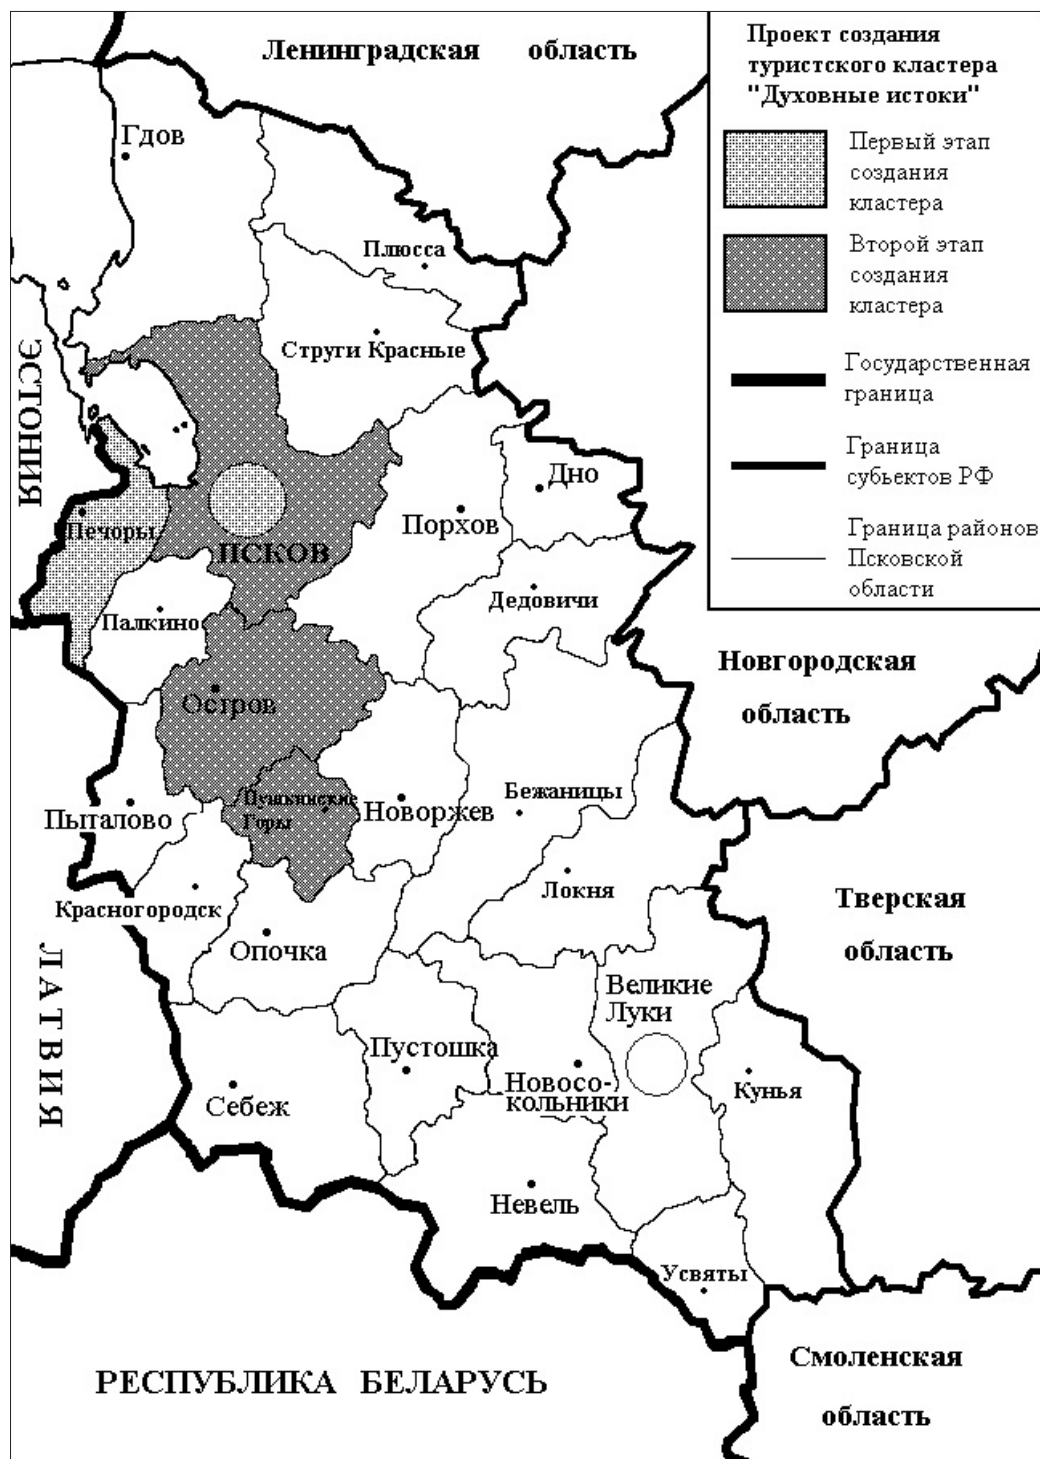 Ленинградская область
Проект создания
туристского кластера
"Духовные истоки"
Первый этап
создания
кластера
Второй этап
создания
кластера
Государственная
граница
Граница
субъектов РФ
Граница районов
Псковской
области
Гдов
Плюсса
Струги Красные
ЭСТОНИЯ
Дно
Порхов
Печоры
ПСКОВ
Дедовичи
Палкино
Новгородская
область
Остров
Бежаницы
Пушкинские
Горы
Новоржев
Пыталово
Локня
Красногородск
Тверская
область
Опочка
ЛАТВИЯ
Великие
Луки
Пустошка
Новосо-
кольники
Кунья
Себеж
Невель
Усвяты
Смоленская
область
РЕСПУБЛИКА БЕЛАРУСЬ